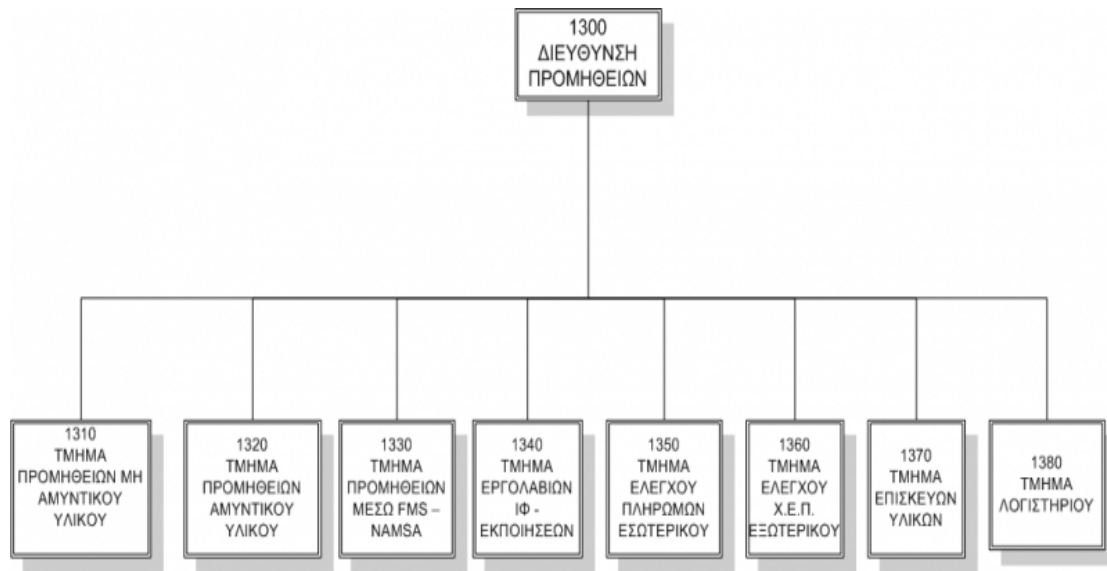 1300
ΔΙΕΥΘΥΝΣΗ
ΠΡΟΜΗΘΕΙΩΝ
1310
ΤΜΗΜΑ
ΠΡΟΜΗΘΕΙΩΝ ΜΗ
ΑΜΥΝΤΙΚΟΥ
ΥΛΙΚΟΥ
1320
ΤΜΗΜΑ
ΠΡΟΜΗΘΕΙΩΝ
ΑΜΥΝΤΙΚΟΥ
ΥΛΙΚΟΥ
1330
ΤΜΗΜΑ
ΠΡΟΜΗΘΕΙΩΝ
ΜΕΣΩ FMS –
NAMSA
1340
ΤΜΗΜΑ
ΕΡΓΟΛΑΒΙΩΝ
ΙΦ -
ΕΚΠΟΙΗΣΕΩΝ
1350
ΤΜΗΜΑ
ΕΛΕΓΧΟΥ
ΠΛΗΡΩΜΩΝ
ΕΣΩΤΕΡΙΚΟΥ
1360
ΤΜΗΜΑ
ΕΛΕΓΧΟΥ
Χ.Ε.Π.
ΕΞΩΤΕΡΙΚΟΥ
1370
ΤΜΗΜΑ
ΕΠΙΣΚΕΥΩΝ
ΥΛΙΚΩΝ
1380
ΤΜΗΜΑ
ΛΟΓΙΣΤΗΡΙΟΥ